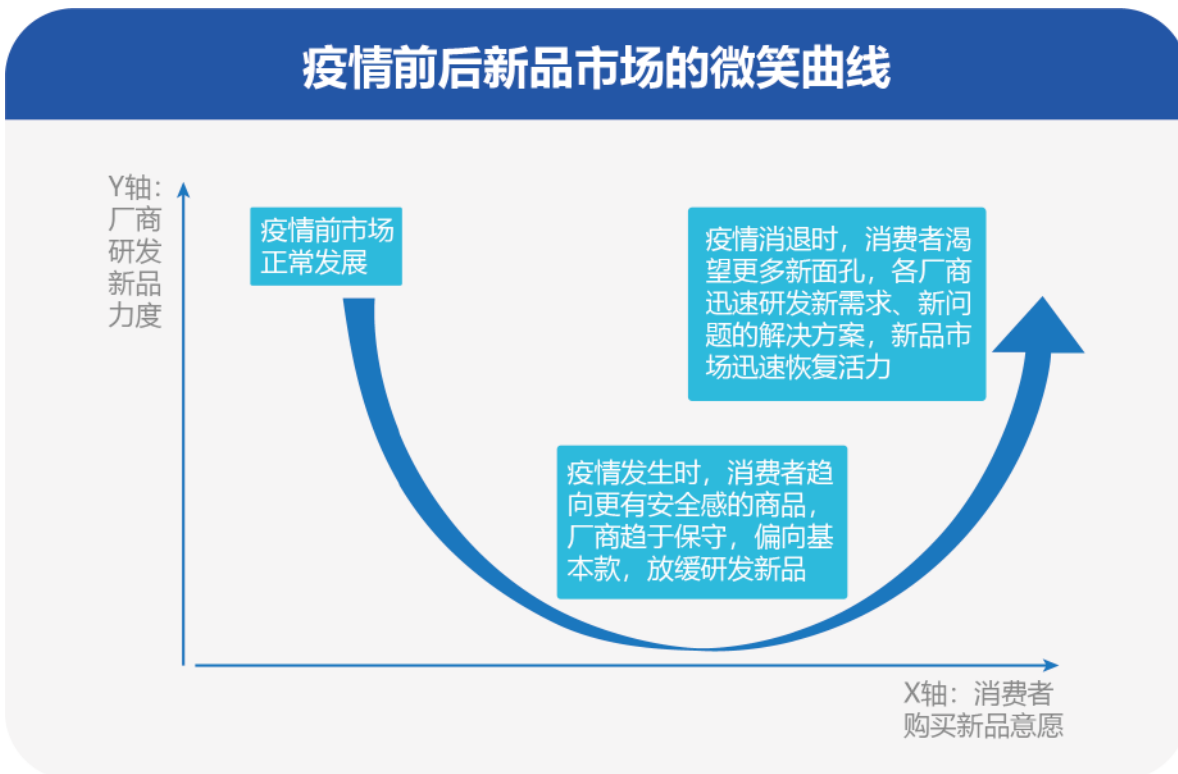 疫情前后新品市场的微笑曲线
Y轴：
厂商
研发
新品
力度
疫情前市场
正常发展
疫情消退时，消费者渴
望更多新面孔，各厂商
迅速研发新需求、新问
题的解决方案，新品市
场迅速恢复活力
疫情发生时，消费者趋
向更有安全感的商品，
厂商趋于保守，偏向基
本款，放缓研发新品
X轴：消费者
购买新品意愿